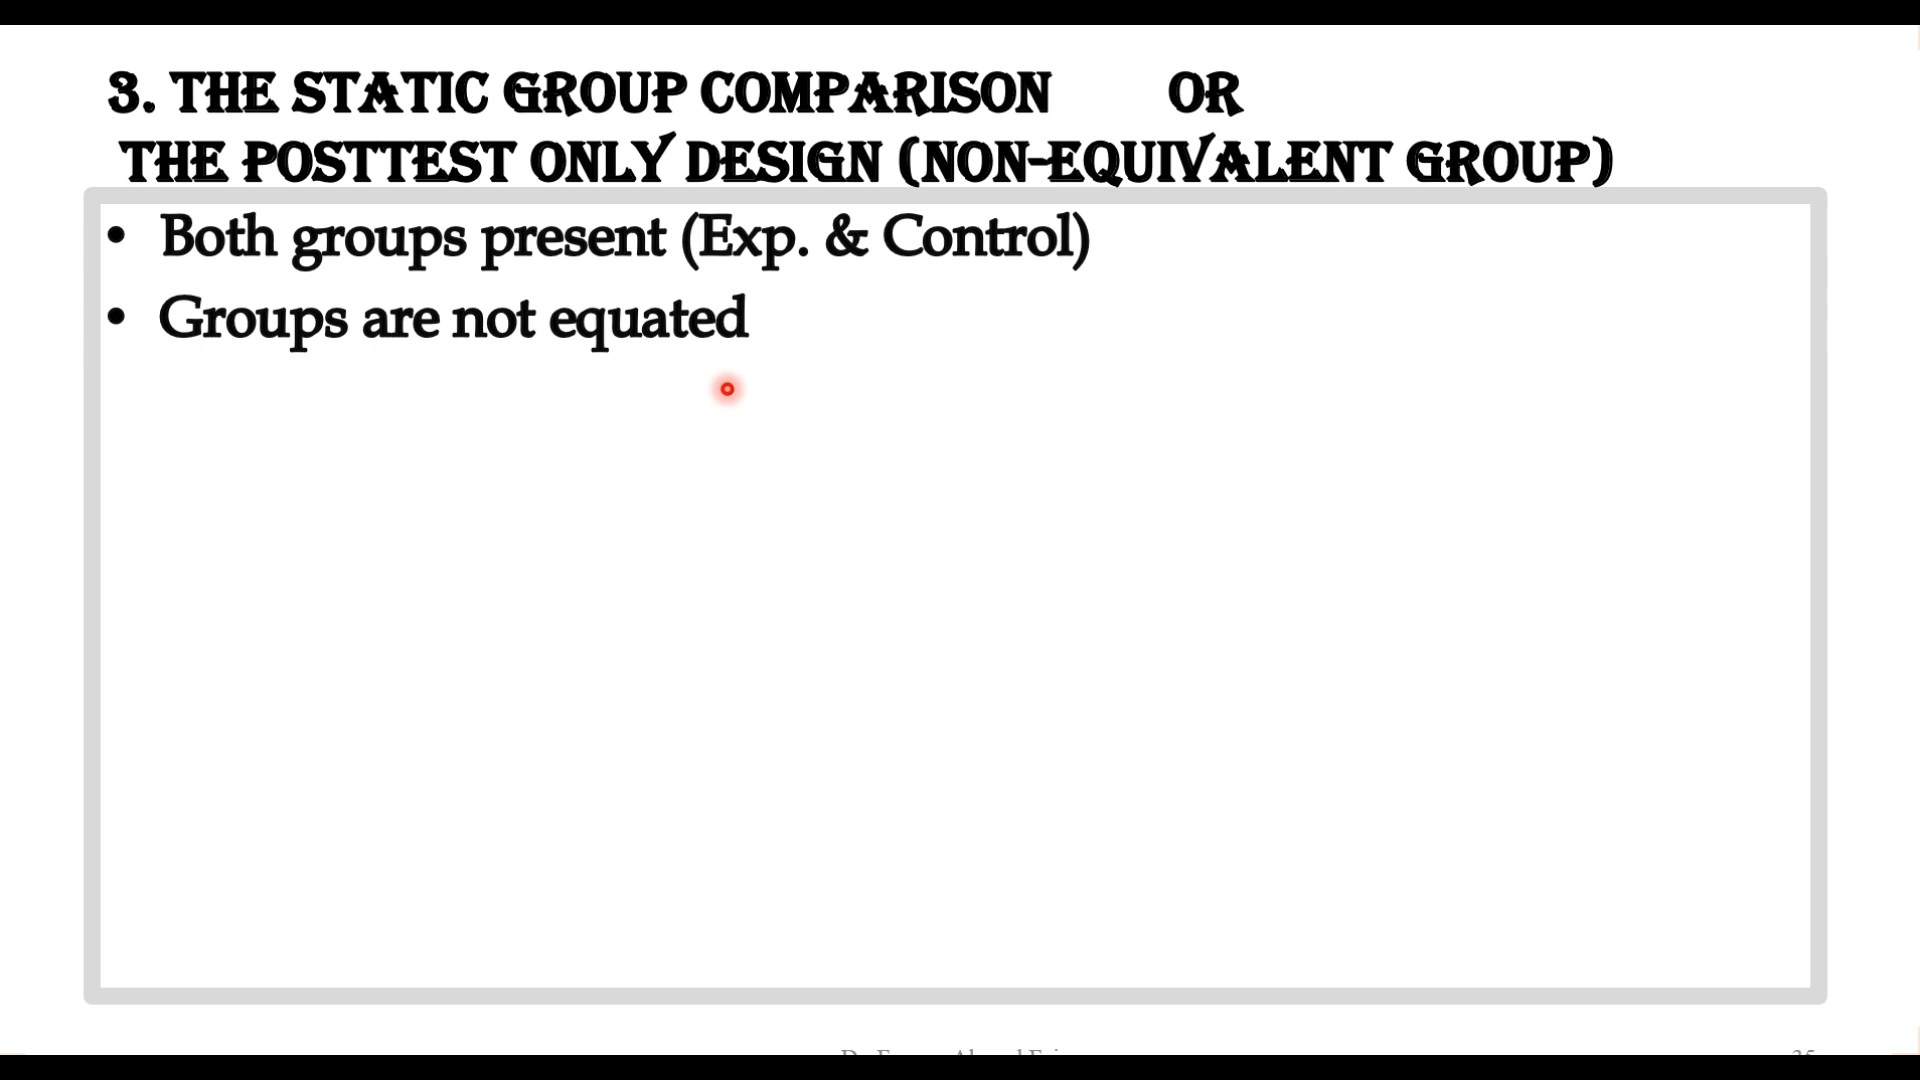 3. THE STATIC GROUP COMPARISON OR
THE POSTTEST ONLY DESIGN (NON-EQUIVALENT GROUP)
• Both groups present (Exp. & Control)
• Groups are not equated
35